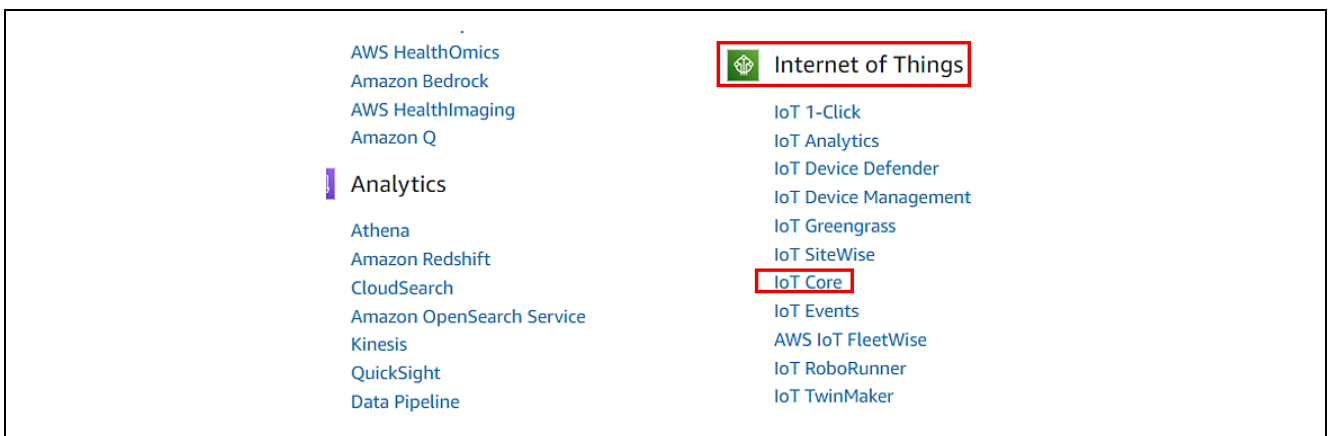 AWS HealthOmics
Amazon Bedrock
AWS HealthImaging
Amazon Q
Analytics
Athena
Amazon Redshift
CloudSearch
Amazon OpenSearch Service
Kinesis
QuickSight
Data Pipeline
Internet of Things
IoT 1-Click
IoT Analytics
IoT Device Defender
IoT Device Management
IoT Greengrass
IoT SiteWise
IoT Core
IoT Events
AWS IoT FleetWise
IoT RoboRunner
IoT TwinMaker